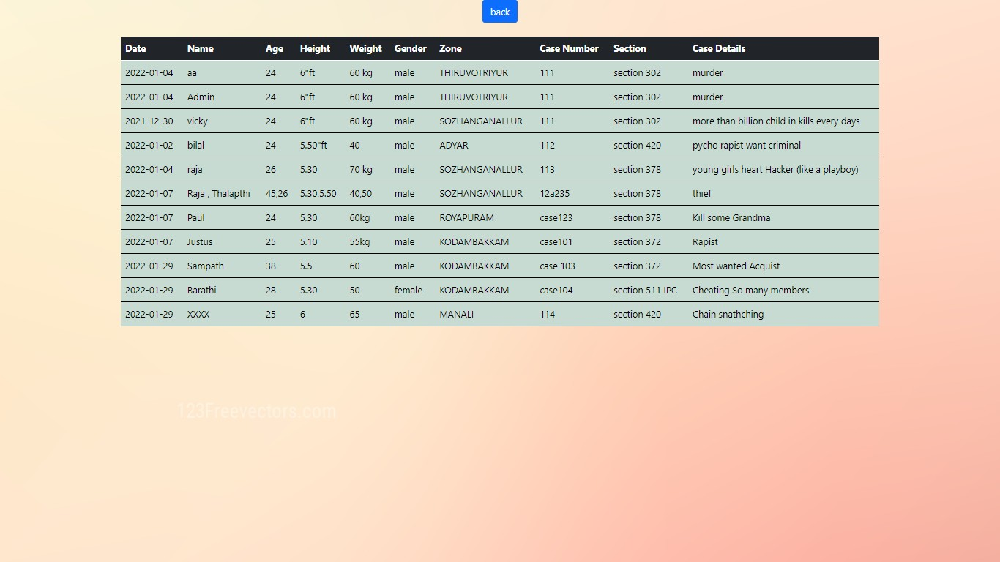 back
Date Name Age Height Weight Gender Zone Case Number Section Case Details
2022-01-04 aa 24 6"ft 60 kg male THIRUVOTRIYUR 111 section 302 murder
2022-01-04 Admin 24 6"ft 60 kg male THIRUVOTRIYUR 111 section 302 murder
2021-12-30 vicky 24 6"ft 60 kg male SOZHANGANALLUR 111 section 302 more than billion child in kills every days
2022-01-02 bilal 24 5.50"ft 40 male ADYAR 112 section 420 pycho rapist want criminal
2022-01-04 raja 26 5.30 70 kg male SOZHANGANALLUR 113 section 378 young girls heart Hacker (like a playboy)
2022-01-07 Raja , Thalapthi 45,26 5.30,5.50 40,50 male SOZHANGANALLUR 12a235 section 378 thief
2022-01-07 Paul 24 5.30 60kg male ROYAPURAM case123 section 378 Kill some Grandma
2022-01-07 Justus 25 5.10 55kg male KODAMBAKKAM case101 section 372 Rapist
2022-01-29 Sampath 38 5.5 60 male KODAMBAKKAM case 103 section 372 Most wanted Acquist
2022-01-29 Barathi 28 5.30 50 female KODAMBAKKAM case104 section 511 IPC Cheating So many members
2022-01-29 XXXX 25 6 65 male MANALI 114 section 420 Chain snathching
123Freevectors.com